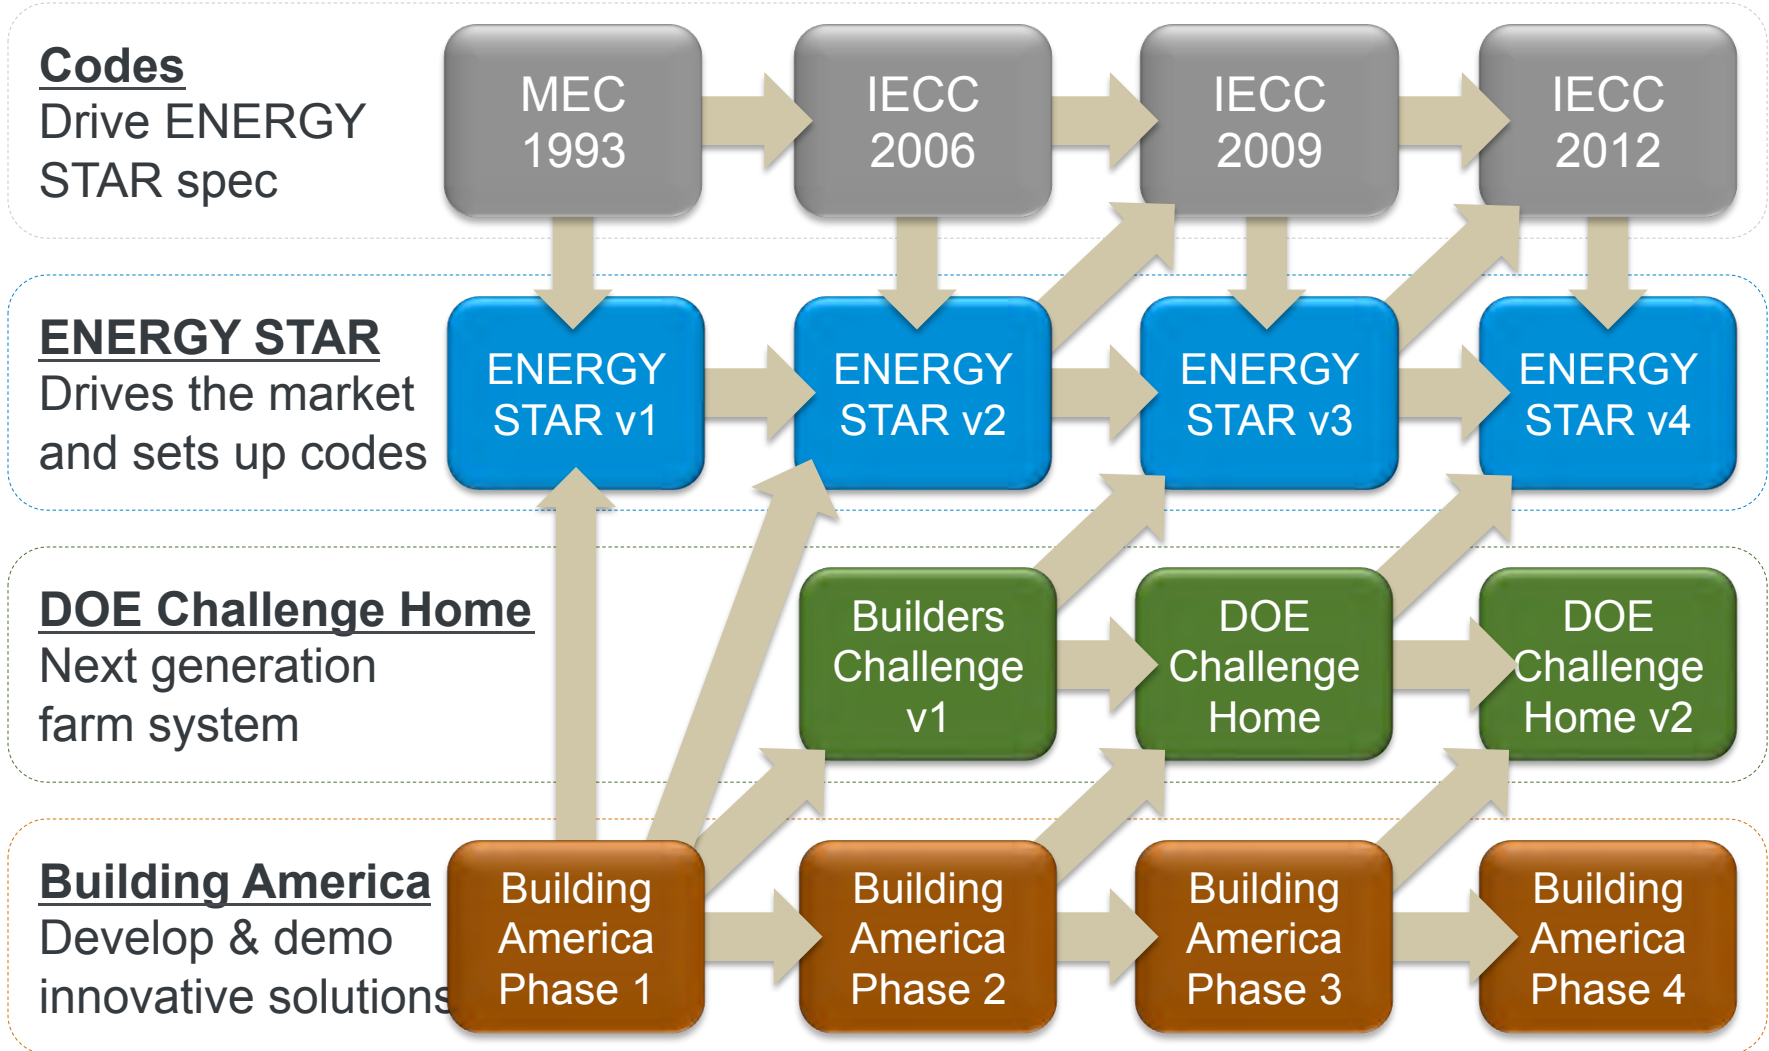 Codes
Drive ENERGY
STAR spec
MEC
1993
IECC
2006
IECC
2009
IECC
2012
ENERGY STAR
Drives the market
and sets up codes
ENERGY
STAR v1
ENERGY
STAR v2
ENERGY
STAR v3
ENERGY
STAR v4
DOE Challenge Home
Next generation
farm system
Builders
Challenge
v1
DOE
Challenge
Home
DOE
Challenge
Home v2
Building America
Develop & demo
innovative solutions
Building
America
Phase 1
Building
America
Phase 2
Building
America
Phase 3
Building
America
Phase 4